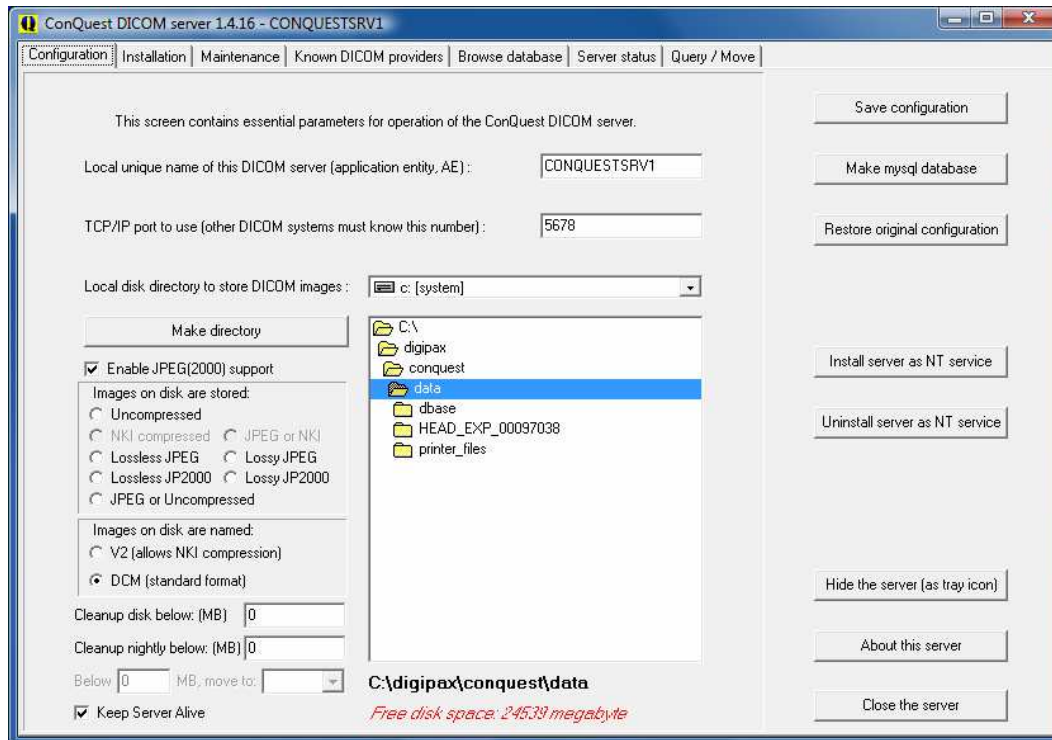 ConQuest DICOM server 1.4.16 - CONQUESTSRV1
Configuration Installation Maintenance Known DICOM providers Browse database Server status Query / Move
This screen contains essential parameters for operation of the ConQuest DICOM server.
Local unique name of this DICOM server (application entity, AE) : CONQUESTSRV1
TCP/IP port to use (other DICOM systems must know this number) : 5678
Local disk directory to store DICOM images : c: [system]
Make directory
Enable JPEG(2000) support
Images on disk are stored:
Uncompressed
NKI compressed JPEG or NKI
Lossless JPEG Lossy JPEG
Lossless JP2000 Lossy JP2000
JPEG or Uncompressed
Images on disk are named:
V2 (allows NKI compression)
DCM (standard format)
Cleanup disk below: (MB) 0
Cleanup nightly below: (MB) 0
Below 0 MB, move to:
Keep Server Alive
C:\
digipax
conquest
data
dbase
HEAD_EXP_00097038
printer_files
C:\digipax\conquest\data
Free disk space: 24539 megabyte
Save configuration
Make mysql database
Restore original configuration
Install server as NT service
Uninstall server as NT service
Hide the server (as tray icon)
About this server
Close the server